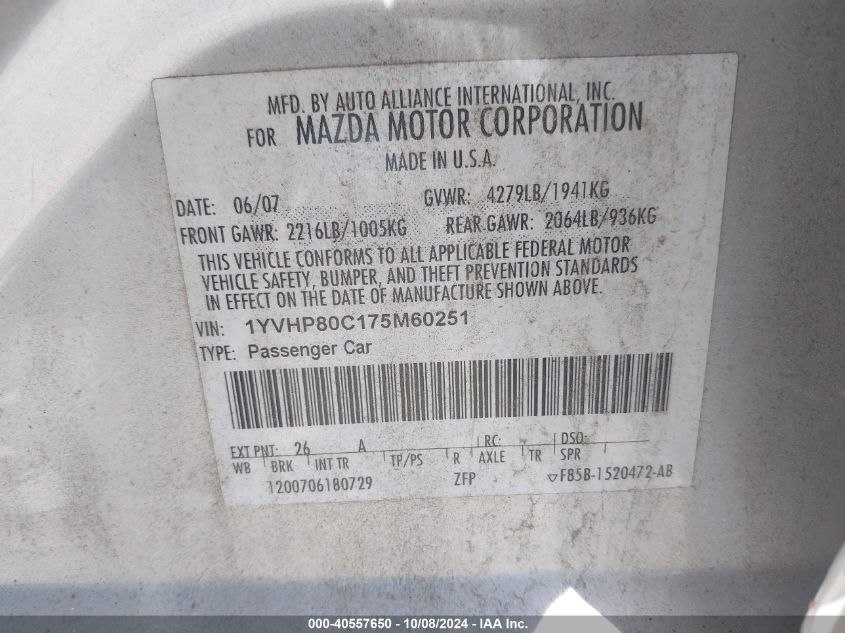 MFD. BY AUTO ALLIANCE INTERNATIONAL, INC.
FOR MAZDA MOTOR CORPORATION
MADE IN U.S.A.
DATE: 06/07 GVWR: 4279LB/1941KG
FRONT GAWR: 2216LB/1005KG REAR GAWR: 2064LB/936KG
THIS VEHICLE CONFORMS TO ALL APPLICABLE FEDERAL MOTOR
VEHICLE SAFETY, BUMPER, AND THEFT PREVENTION STANDARDS
IN EFFECT ON THE DATE OF MANUFACTURE SHOWN ABOVE.
VIN: 1YVHP80C175M60251
TYPE: Passenger Car
EXT PNT: 26 A RC: DSO:
WB BRK INT TR TP/PS R AXLE TR SPR
1200706180729 ZFP F85B-1520472-AB
000-40557650 - 10/08/2024 - IAA Inc.